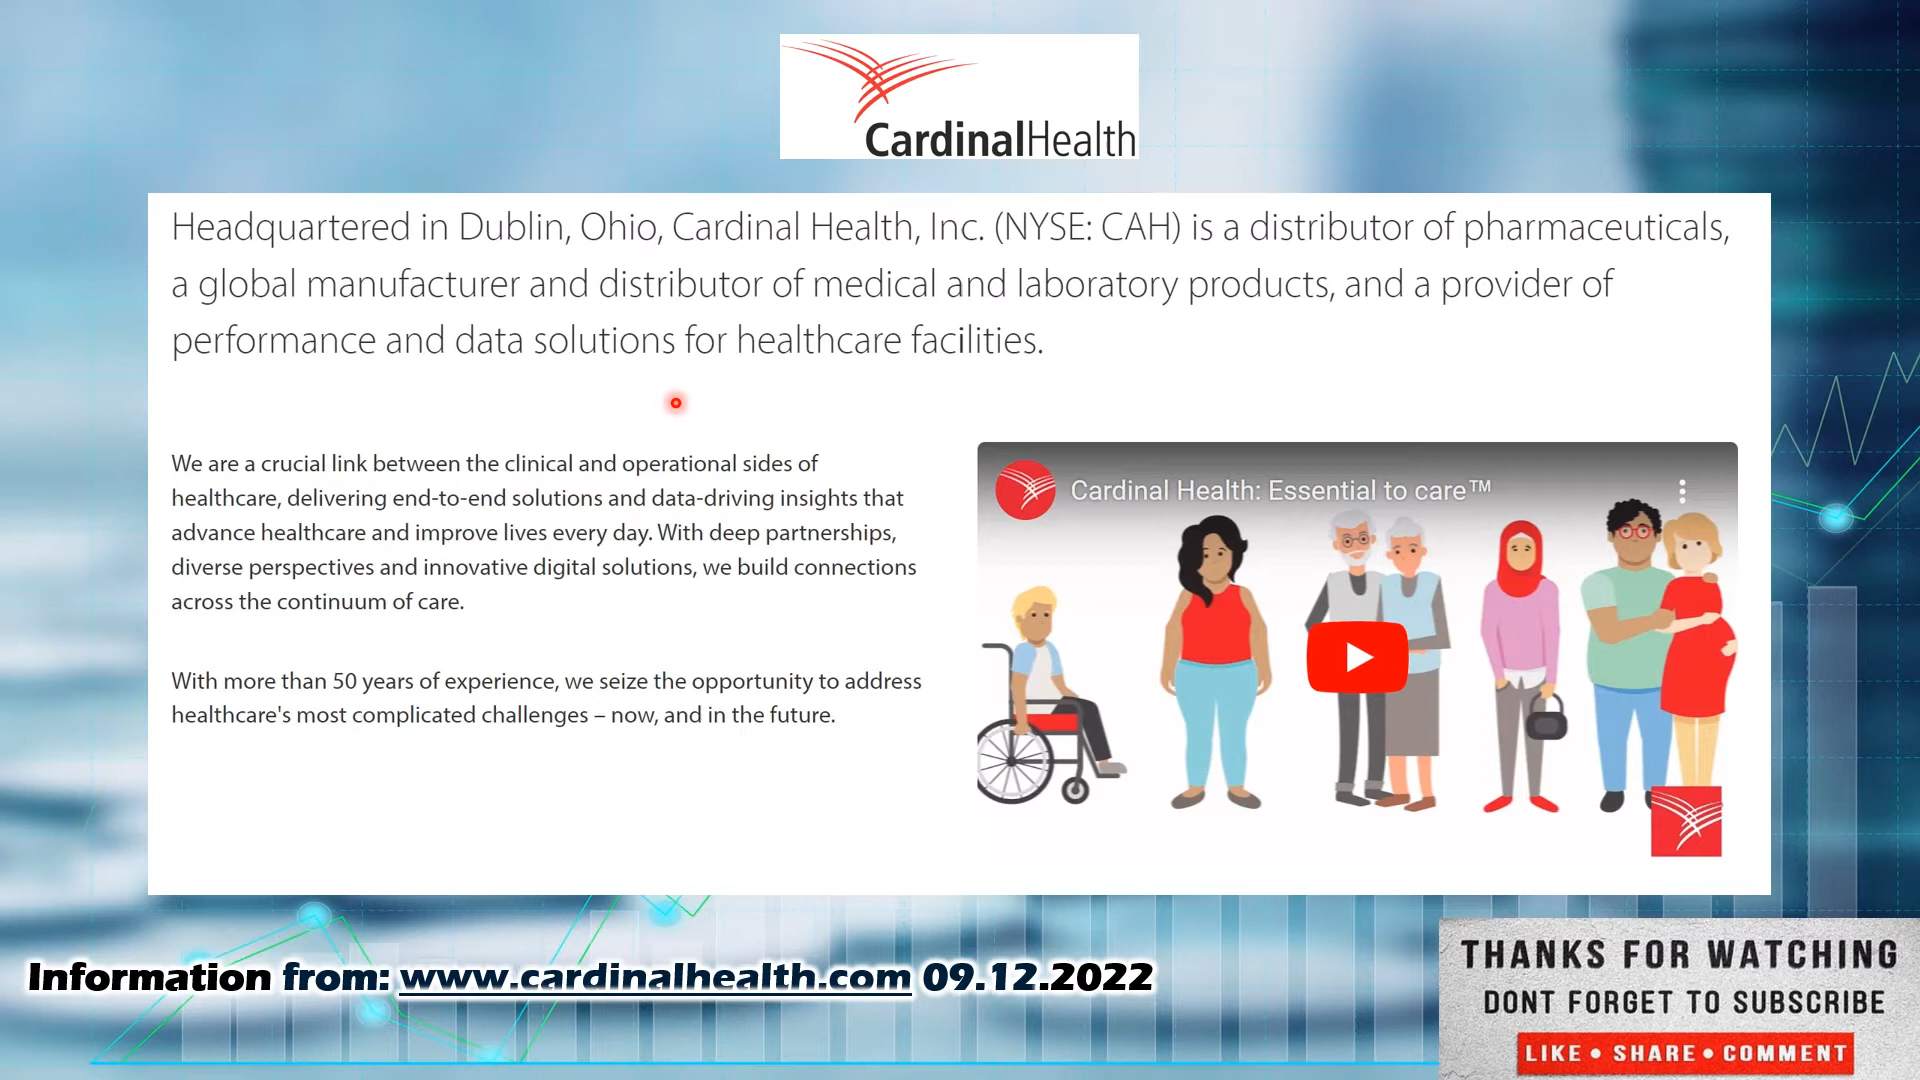 CardinalHealth
Headquartered in Dublin, Ohio, Cardinal Health, Inc. (NYSE: CAH) is a distributor of pharmaceuticals,
a global manufacturer and distributor of medical and laboratory products, and a provider of
performance and data solutions for healthcare facilities.
We are a crucial link between the clinical and operational sides of
healthcare, delivering end-to-end solutions and data-driving insights that
advance healthcare and improve lives every day. With deep partnerships,
diverse perspectives and innovative digital solutions, we build connections
across the continuum of care.
With more than 50 years of experience, we seize the opportunity to address
healthcare's most complicated challenges – now, and in the future.
Cardinal Health: Essential to care™
Information from: www.cardinalhealth.com 09.12.2022
THANKS FOR WATCHING
DONT FORGET TO SUBSCRIBE
LIKE • SHARE • COMMENT